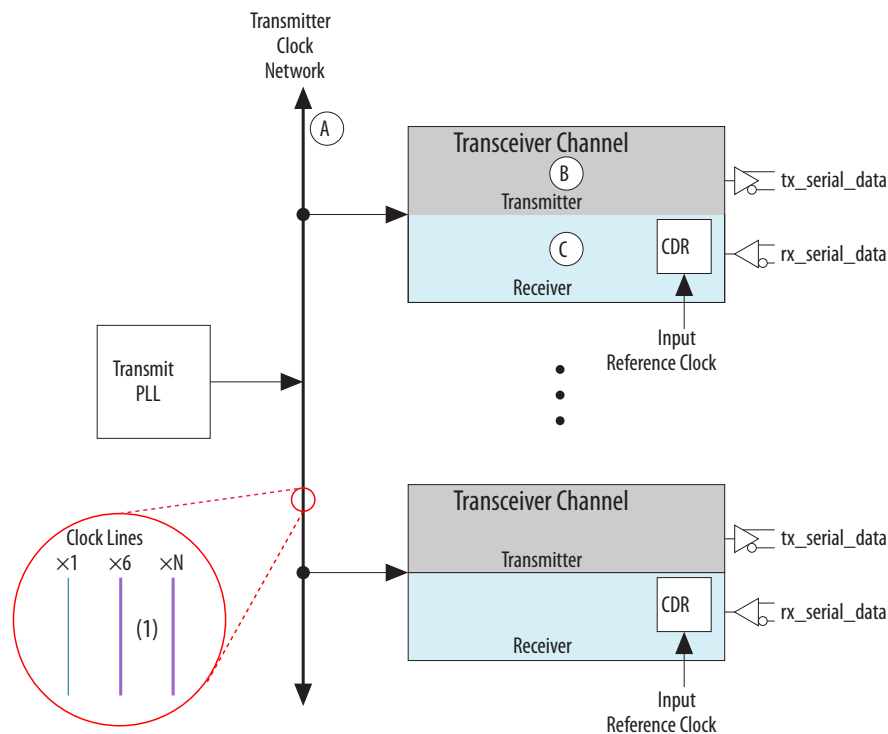 Transmitter
Clock
Network
A
Transceiver Channel
B
Transmitter
tx_serial_data
C
CDR
rx_serial_data
Receiver
Input
Reference Clock
Transmit
PLL
Transceiver Channel
Transmitter
tx_serial_data
CDR
rx_serial_data
Receiver
Input
Reference Clock
Clock Lines
×1 ×6 ×N
(1)